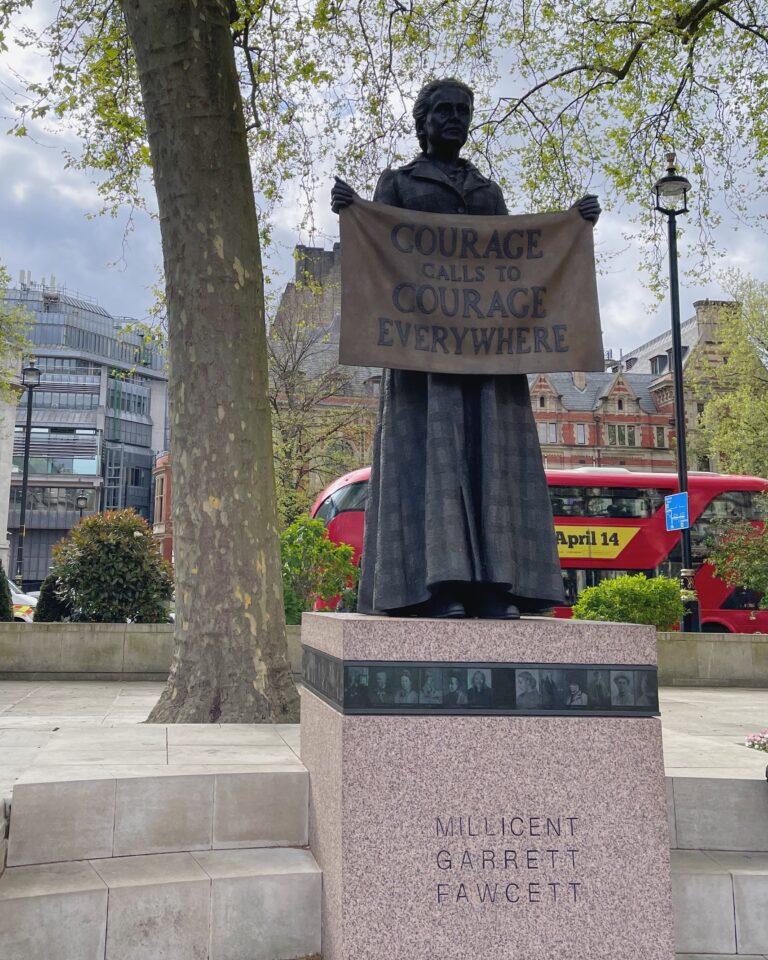 COURAGE
CALLS TO
COURAGE
EVERYWHERE
April 14
MILLICENT
GARRETT
FAWCETT